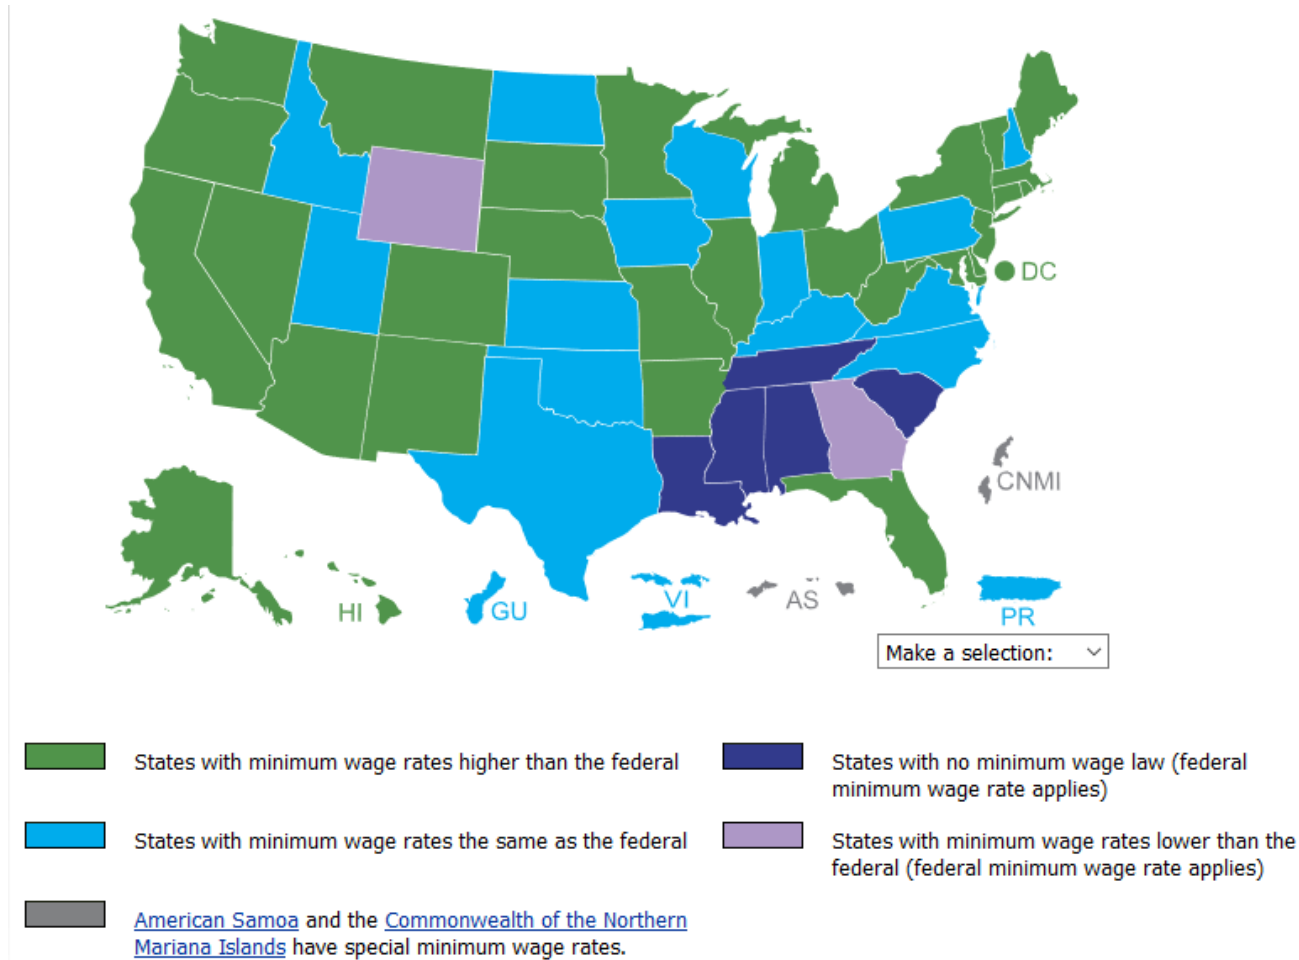 DC
CNMI
HI
GU
VI
AS
PR
Make a selection:
States with minimum wage rates higher than the federal
States with no minimum wage law (federal
minimum wage rate applies)
States with minimum wage rates the same as the federal
States with minimum wage rates lower than the
federal (federal minimum wage rate applies)
American Samoa and the Commonwealth of the Northern
Mariana Islands have special minimum wage rates.